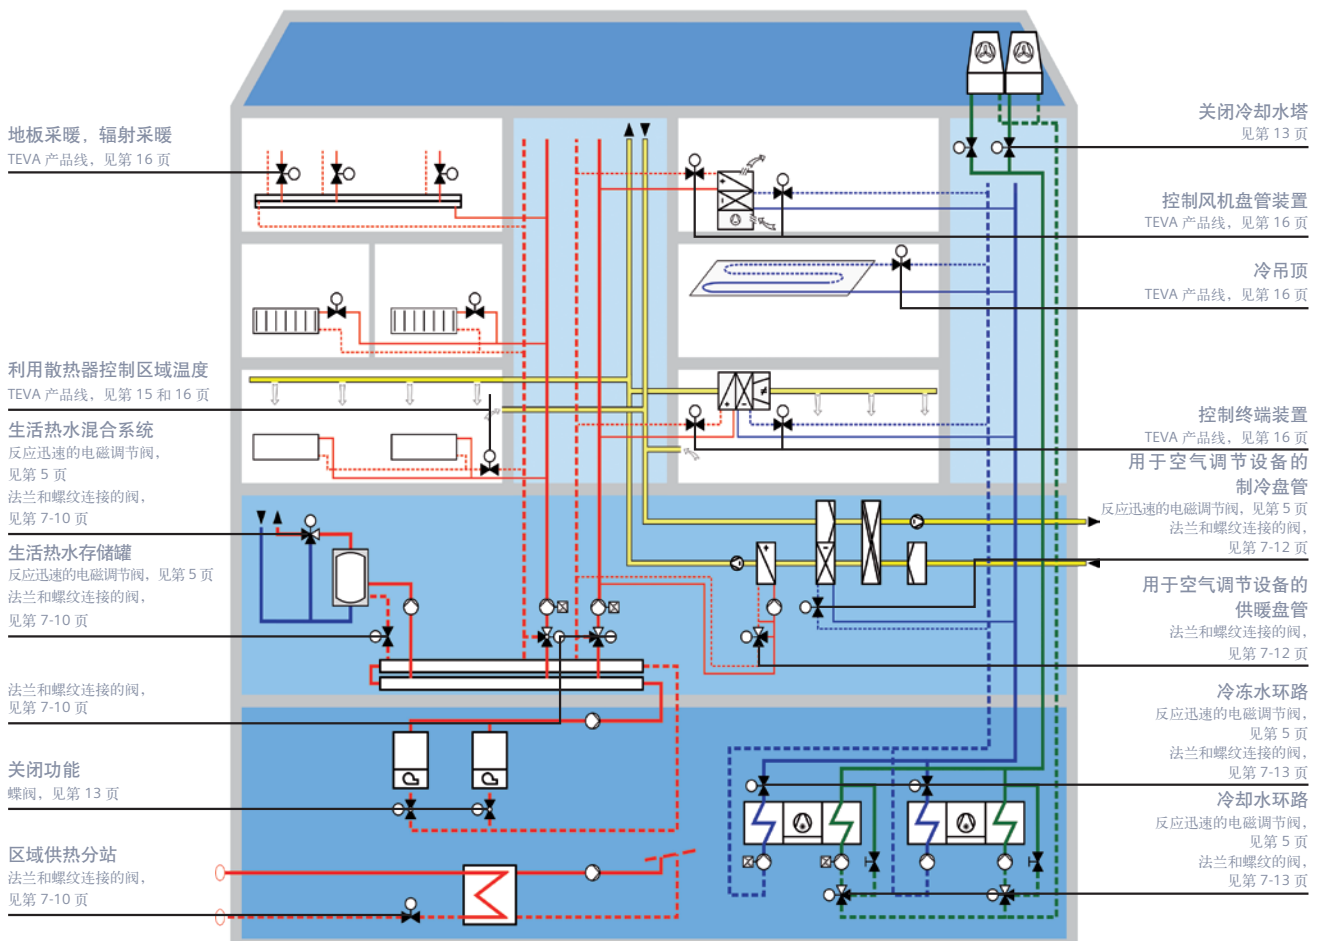 地板采暖，辐射采暖
TEVA 产品线，见第 16 页
利用散热器控制区域温度
TEVA 产品线，见第 15 和 16 页
生活热水混合系统
反应迅速的电磁调节阀，
见第 5 页
法兰和螺纹连接的阀，
见第 7-10 页
生活热水存储罐
反应迅速的电磁调节阀，见第 5 页
法兰和螺纹连接的阀，
见第 7-10 页
法兰和螺纹连接的阀，
见第 7-10 页
关闭功能
蝶阀，见第 13 页
区域供热分站
法兰和螺纹连接的阀，
见第 7-10 页
关闭冷却水塔
见第 13 页
控制风机盘管装置
TEVA 产品线，见第 16 页
冷吊顶
TEVA 产品线，见第 16 页
控制终端装置
TEVA 产品线，见第 16 页
用于空气调节设备的
制冷盘管
反应迅速的电磁调节阀，见第 5 页
法兰和螺纹连接的阀，
见第 7-12 页
用于空气调节设备的
供暖盘管
法兰和螺纹连接的阀，
见第 7-12 页
冷冻水环路
反应迅速的电磁调节阀，
见第 5 页
法兰和螺纹连接的阀，
见第 7-13 页
冷却水环路
反应迅速的电磁调节阀，
见第 5 页
法兰和螺纹的阀，
见第 7-13 页